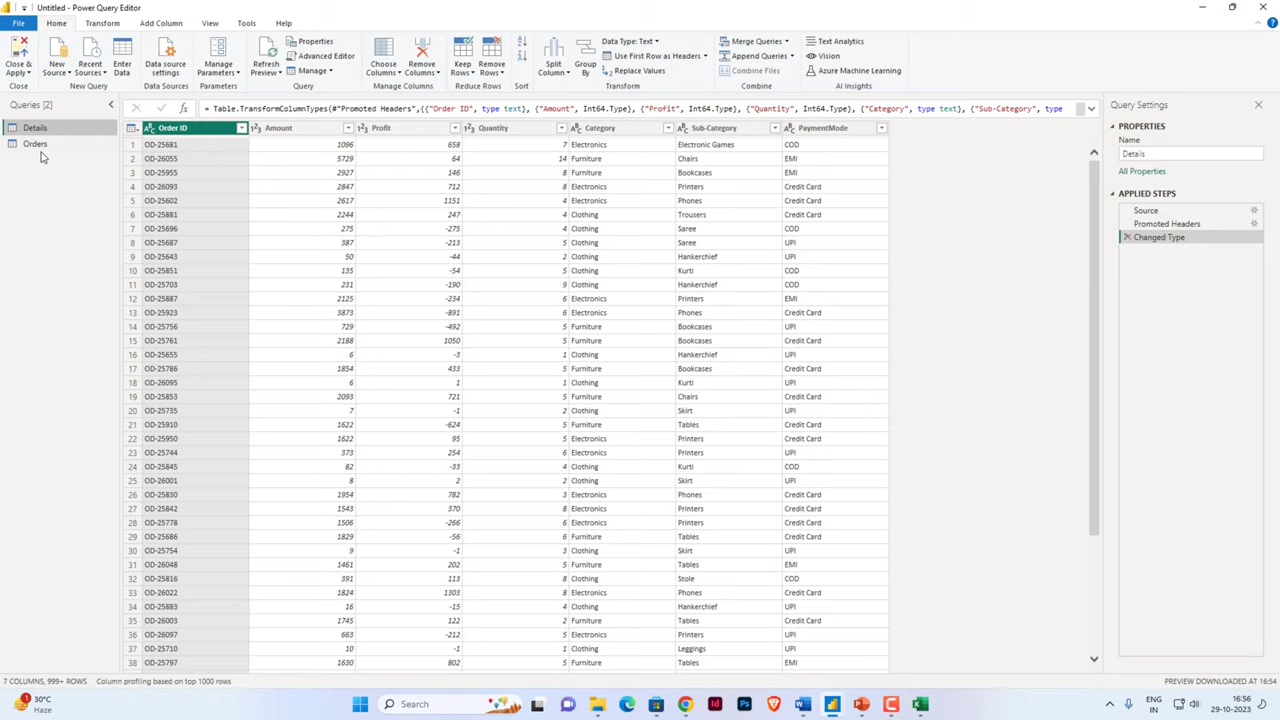 Untitled - Power Query Editor
File Home Transform Add Column View Tools Help
Close & Apply New Source Recent Sources Enter Data Data source settings Manage Parameters Refresh Preview Properties Advanced Editor Manage Choose Columns Remove Columns Keep Rows Remove Rows Split Column Group By Data Type: Text Use First Row as Headers Replace Values Merge Queries Append Queries Combine Files Text Analytics Vision Azure Machine Learning
Close Query Data Sources Parameters Query Manage Columns Reduce Rows Sort Transform Combine AI Insights
Queries [2]
Details
Orders
= Table.TransformColumnTypes(#"Promoted Headers",{{"Order ID", type text}, {"Amount", Int64.Type}, {"Profit", Int64.Type}, {"Quantity", Int64.Type}, {"Category", type text}, {"Sub-Category", type
Order ID Amount Profit Quantity Category Sub-Category PaymentMode
1 OD-25681 1096 658 7 Electronics Electronic Games COD
2 OD-26055 5729 64 14 Furniture Chairs EMI
3 OD-25955 2927 146 8 Furniture Bookcases EMI
4 OD-26093 2847 712 8 Electronics Printers Credit Card
5 OD-25602 2617 1151 4 Electronics Phones Credit Card
6 OD-25881 2244 247 4 Clothing Trousers Credit Card
7 OD-25696 275 -275 4 Clothing Saree COD
8 OD-25687 387 -213 5 Clothing Saree UPI
9 OD-25643 50 -44 2 Clothing Hankerchief UPI
10 OD-25851 135 -54 5 Clothing Kurti COD
11 OD-25703 231 -190 9 Clothing Hankerchief COD
12 OD-25887 2125 -234 6 Electronics Printers EMI
13 OD-25923 3873 -891 6 Electronics Phones Credit Card
14 OD-25756 729 -492 5 Furniture Bookcases UPI
15 OD-25761 2188 1050 5 Furniture Bookcases Credit Card
16 OD-25655 6 -3 1 Clothing Hankerchief UPI
17 OD-25786 1854 433 5 Furniture Bookcases Credit Card
18 OD-26095 6 1 1 Clothing Kurti UPI
19 OD-25853 2093 721 5 Furniture Chairs Credit Card
20 OD-25735 7 -1 2 Clothing Skirt UPI
21 OD-25910 1622 -624 5 Furniture Tables Credit Card
22 OD-25950 1622 95 5 Electronics Printers Credit Card
23 OD-25744 373 254 6 Electronics Printers UPI
24 OD-25845 82 -33 4 Clothing Kurti COD
25 OD-26001 8 2 2 Clothing Skirt UPI
26 OD-25830 1954 782 3 Electronics Phones Credit Card
27 OD-25842 1543 370 8 Electronics Printers Credit Card
28 OD-25778 1506 -266 6 Electronics Printers Credit Card
29 OD-25686 1829 -56 6 Furniture Tables Credit Card
30 OD-25754 9 -1 3 Clothing Skirt UPI
31 OD-26048 1461 202 5 Furniture Tables EMI
32 OD-25816 391 113 8 Clothing Stole COD
33 OD-26022 1824 1303 8 Electronics Phones Credit Card
34 OD-25883 16 -15 4 Clothing Hankerchief UPI
35 OD-26003 1745 122 2 Furniture Tables Credit Card
36 OD-26097 663 -212 5 Electronics Printers UPI
37 OD-25710 10 -1 1 Clothing Leggings UPI
38 OD-25797 1630 802 5 Furniture Tables EMI
Query Settings
PROPERTIES
Name
Details
All Properties
APPLIED STEPS
Source
Promoted Headers
Changed Type
7 COLUMNS, 999+ ROWS Column profiling based on top 1000 rows PREVIEW DOWNLOADED AT 16:54
30°C
Haze
Search
ENG
IN
16:56
29-10-2023